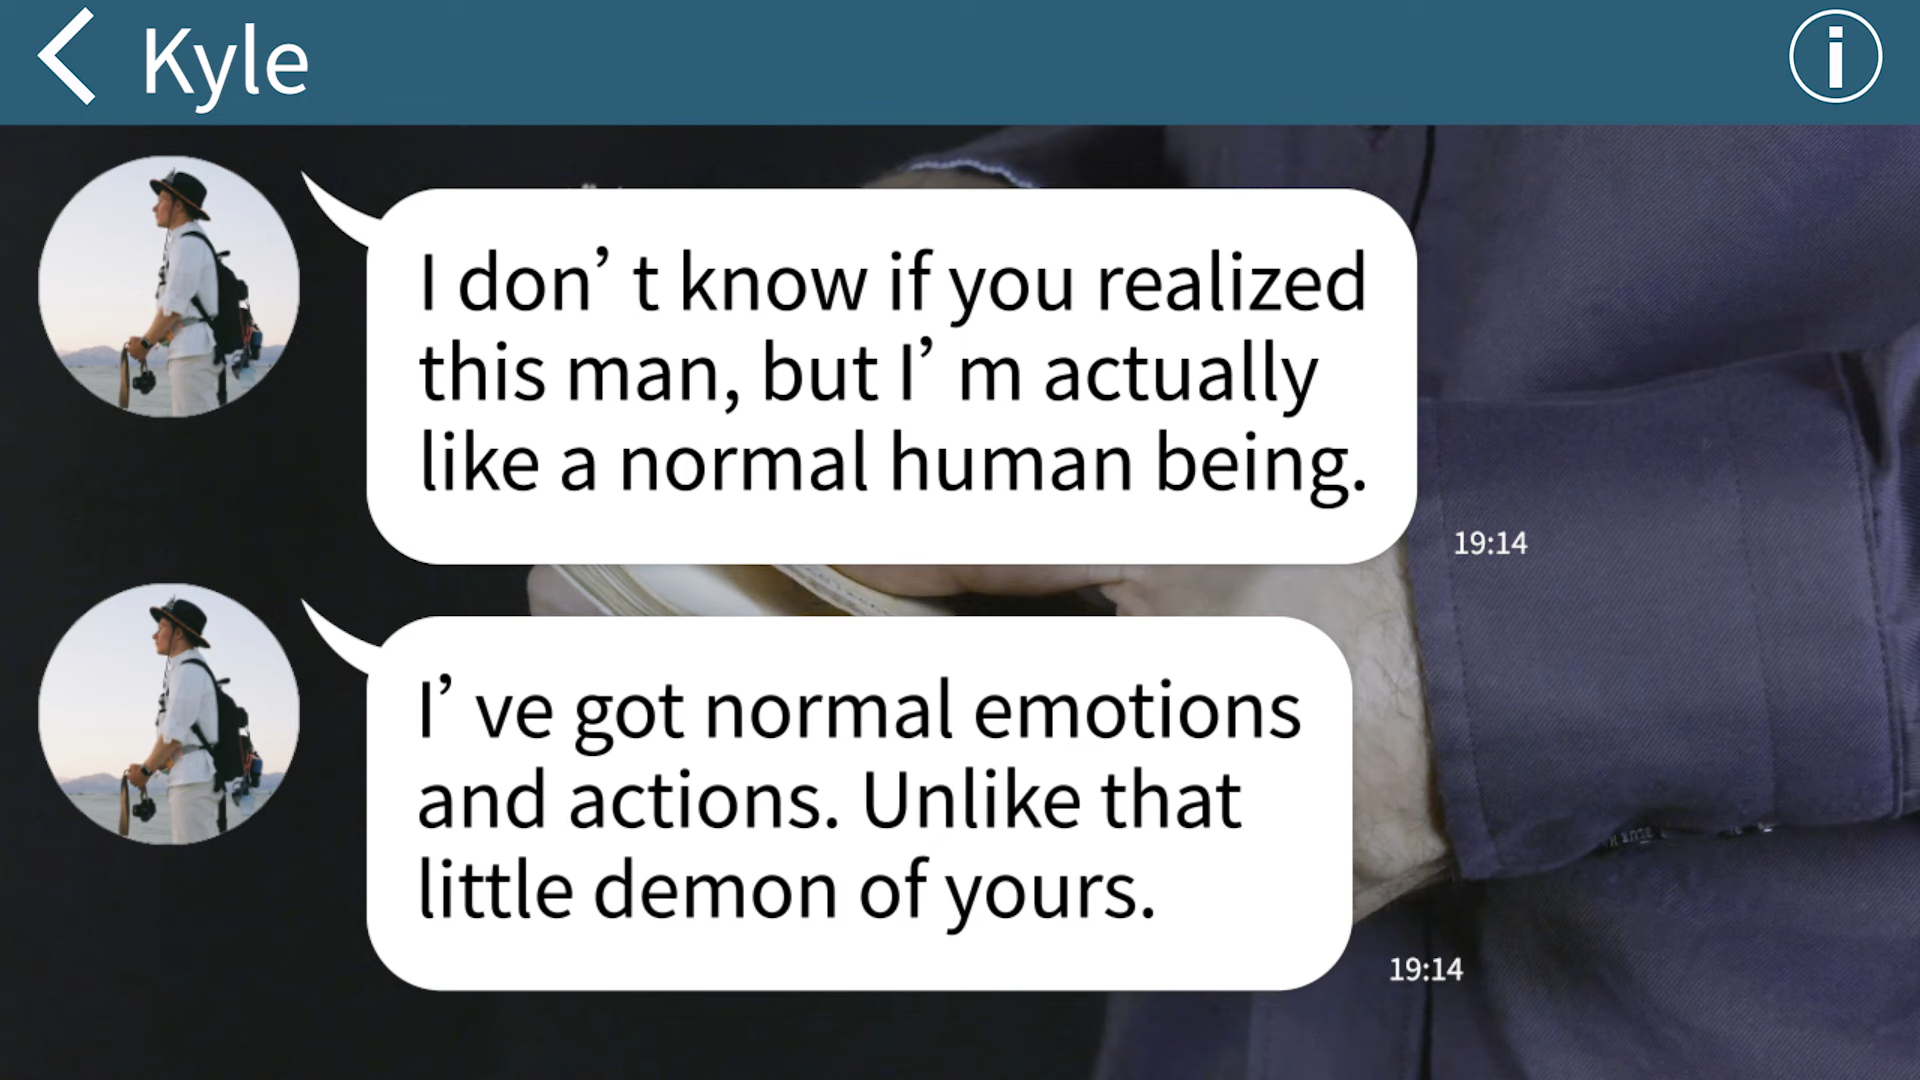 Kyle
I don’t know if you realized
this man, but I’m actually
like a normal human being.
19:14
I’ve got normal emotions
and actions. Unlike that
little demon of yours.
19:14